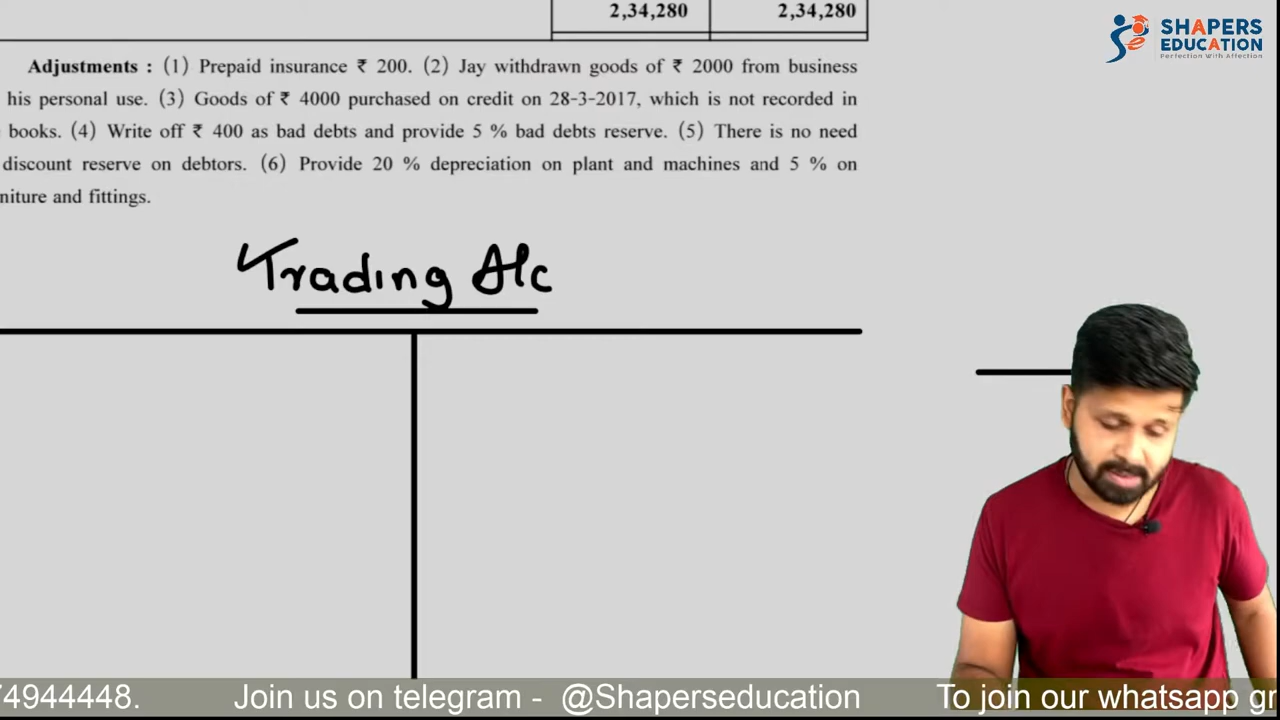 2,34,280 2,34,280
SHAPERS
EDUCATION
Perfection With Affection
Adjustments : (1) Prepaid insurance ₹ 200. (2) Jay withdrawn goods of ₹ 2000 from business
his personal use. (3) Goods of ₹ 4000 purchased on credit on 28-3-2017, which is not recorded in
books. (4) Write off ₹ 400 as bad debts and provide 5 % bad debts reserve. (5) There is no need
discount reserve on debtors. (6) Provide 20 % depreciation on plant and machines and 5 % on
niture and fittings.
Trading A/c
74944448. Join us on telegram - @Shaperseducation To join our whatsapp gr